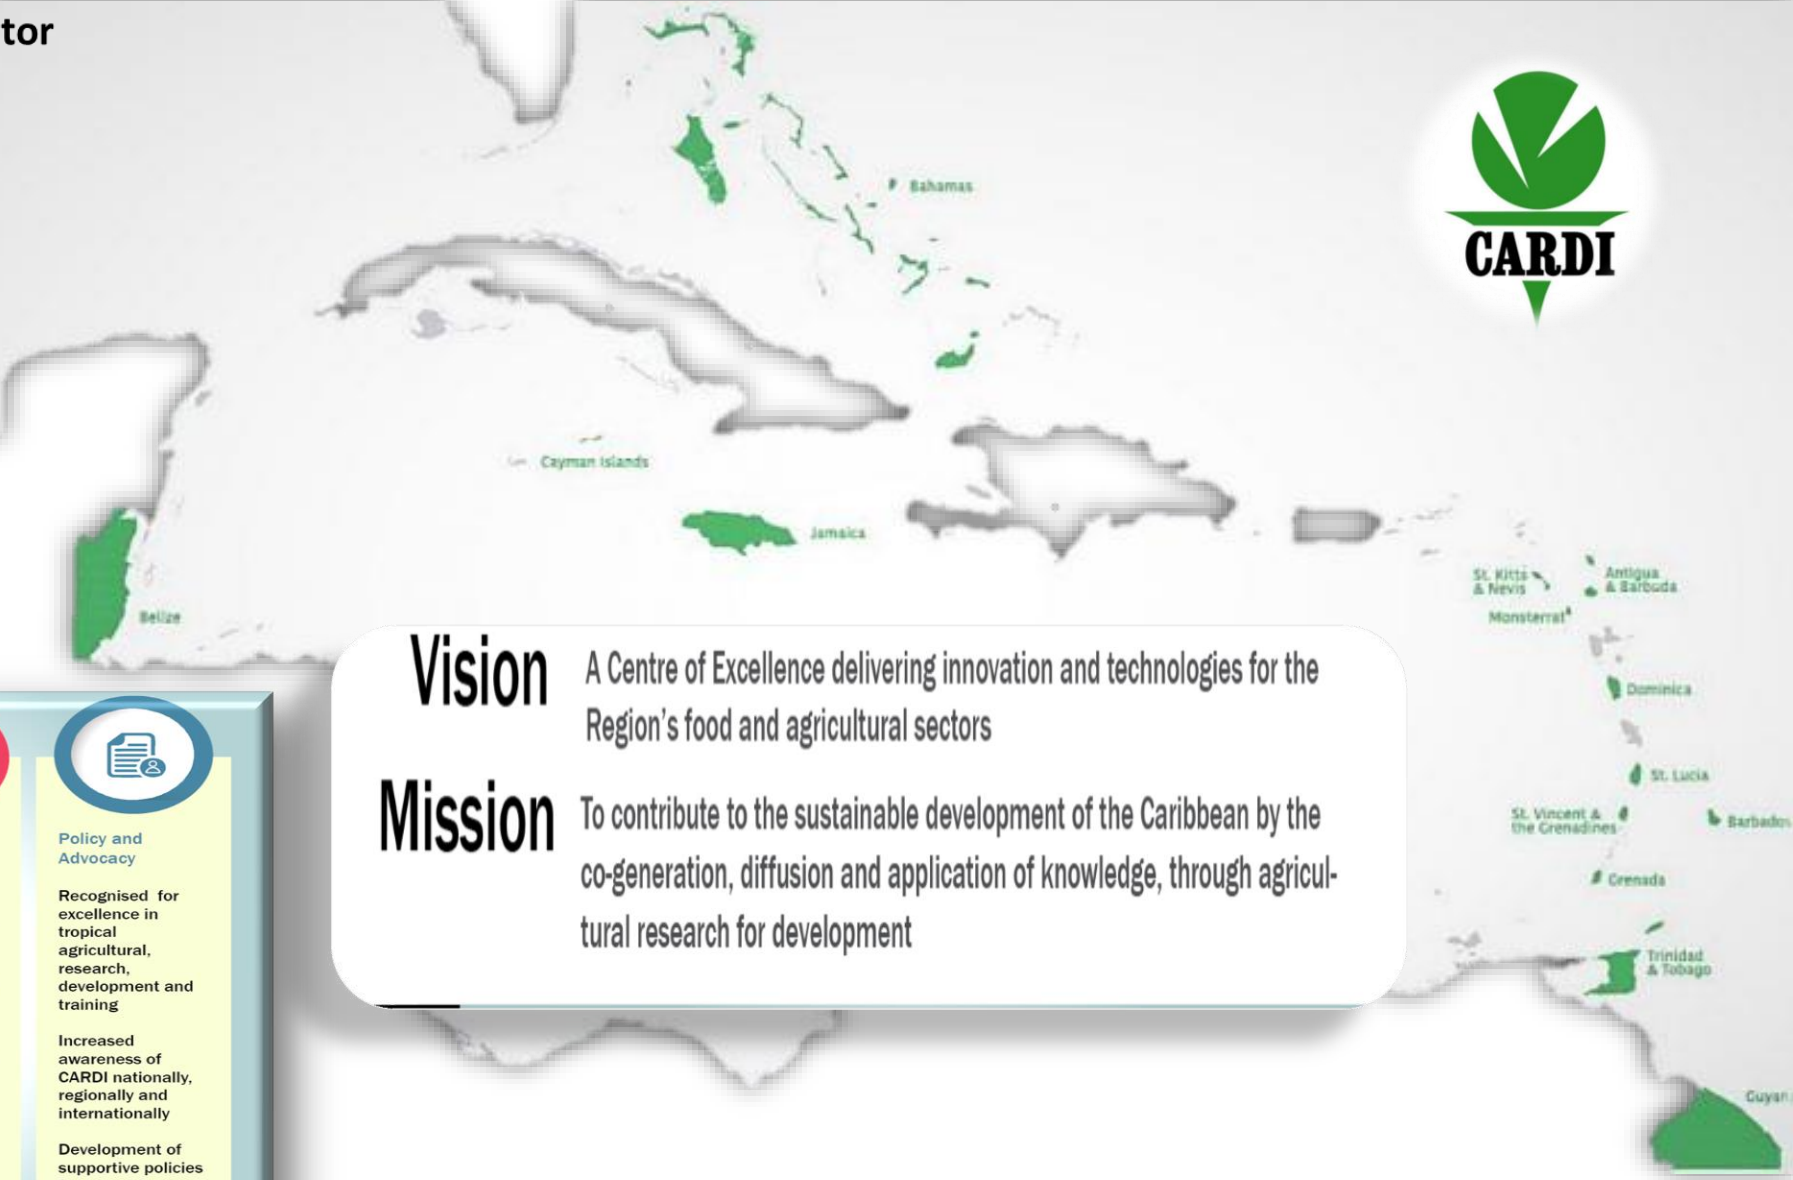 tor
CARDI
Bahamas
Cayman Islands
Jamaica
Belize
St. Kitts
& Nevis
Antigua
& Barbuda
Monsterrat
Dominica
St. Lucia
St. Vincent &
the Grenadines
Barbados
Grenada
Trinidad
& Tobago
Guyan
Vision
A Centre of Excellence delivering innovation and technologies for the
Region's food and agricultural sectors
Mission
To contribute to the sustainable development of the Caribbean by the
co-generation, diffusion and application of knowledge, through agricul-
tural research for development
Policy and
Advocacy
Recognised for
excellence in
tropical
agricultural,
research,
development and
training
Increased
awareness of
CARDI nationally,
regionally and
internationally
Development of
supportive policies